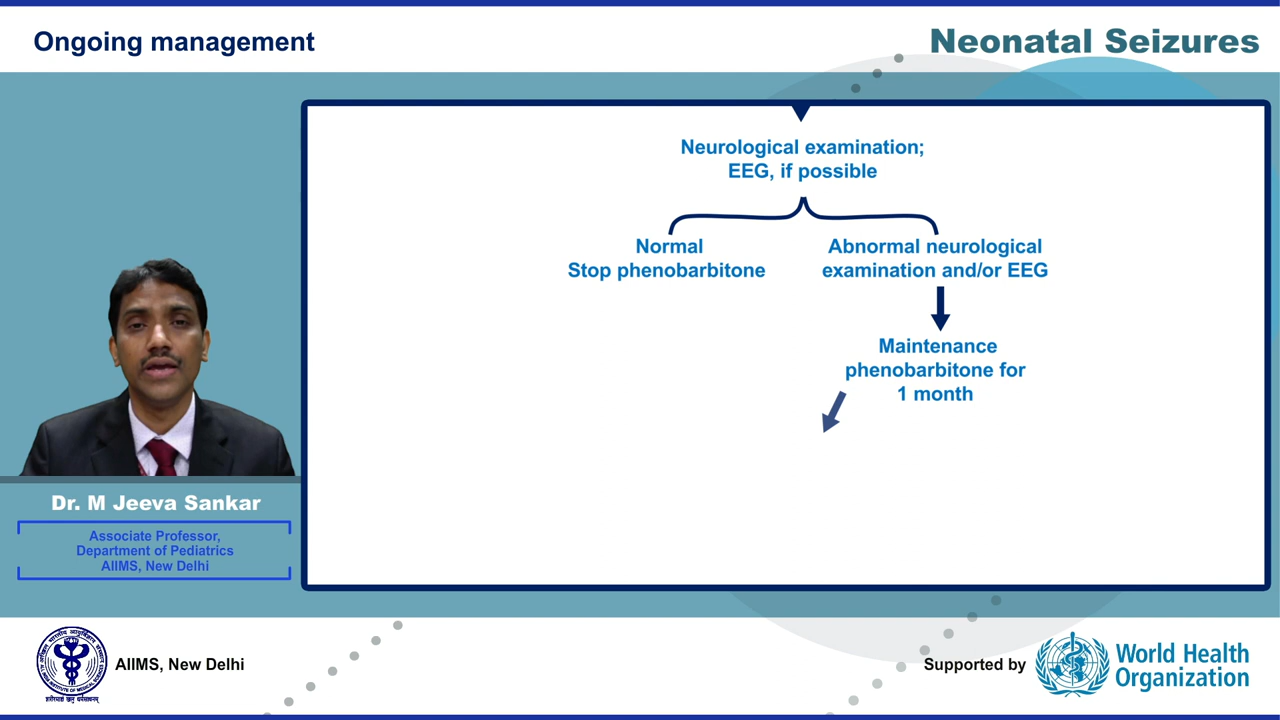 Ongoing management
Neonatal Seizures
Neurological examination;
EEG, if possible
Normal
Stop phenobarbitone
Abnormal neurological
examination and/or EEG
Maintenance
phenobarbitone for
1 month
Dr. M Jeeva Sankar
Associate Professor,
Department of Pediatrics
AIIMS, New Delhi
AIIMS, New Delhi
Supported by
World Health
Organization